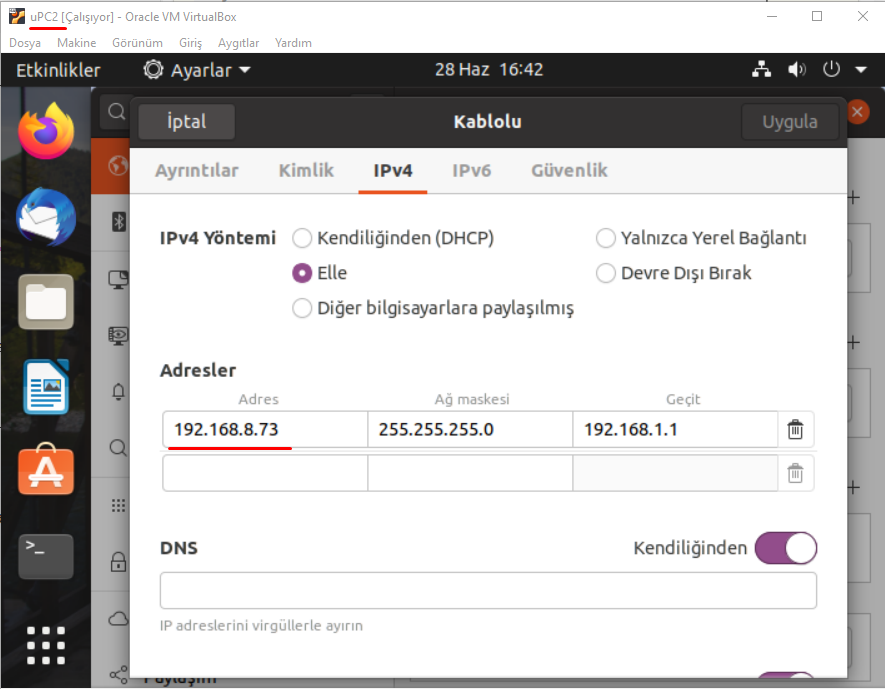 uPC2 [Çalışıyor] - Oracle VM VirtualBox
Dosya Makine Görünüm Giriş Aygıtlar Yardım
Etkinlikler Ayarlar 28 Haz 16:42
İptal Kablolu Uygula
Ayrıntılar Kimlik IPv4 IPv6 Güvenlik
IPv4 Yöntemi Kendiliğinden (DHCP) Yalnızca Yerel Bağlantı
Elle Devre Dışı Bırak
Diğer bilgisayarlara paylaşılmış
Adresler
Adres Ağ maskesi Geçit
192.168.8.73 255.255.255.0 192.168.1.1
DNS Kendiliğinden
IP adreslerini virgüllerle ayırın
Paylaşım